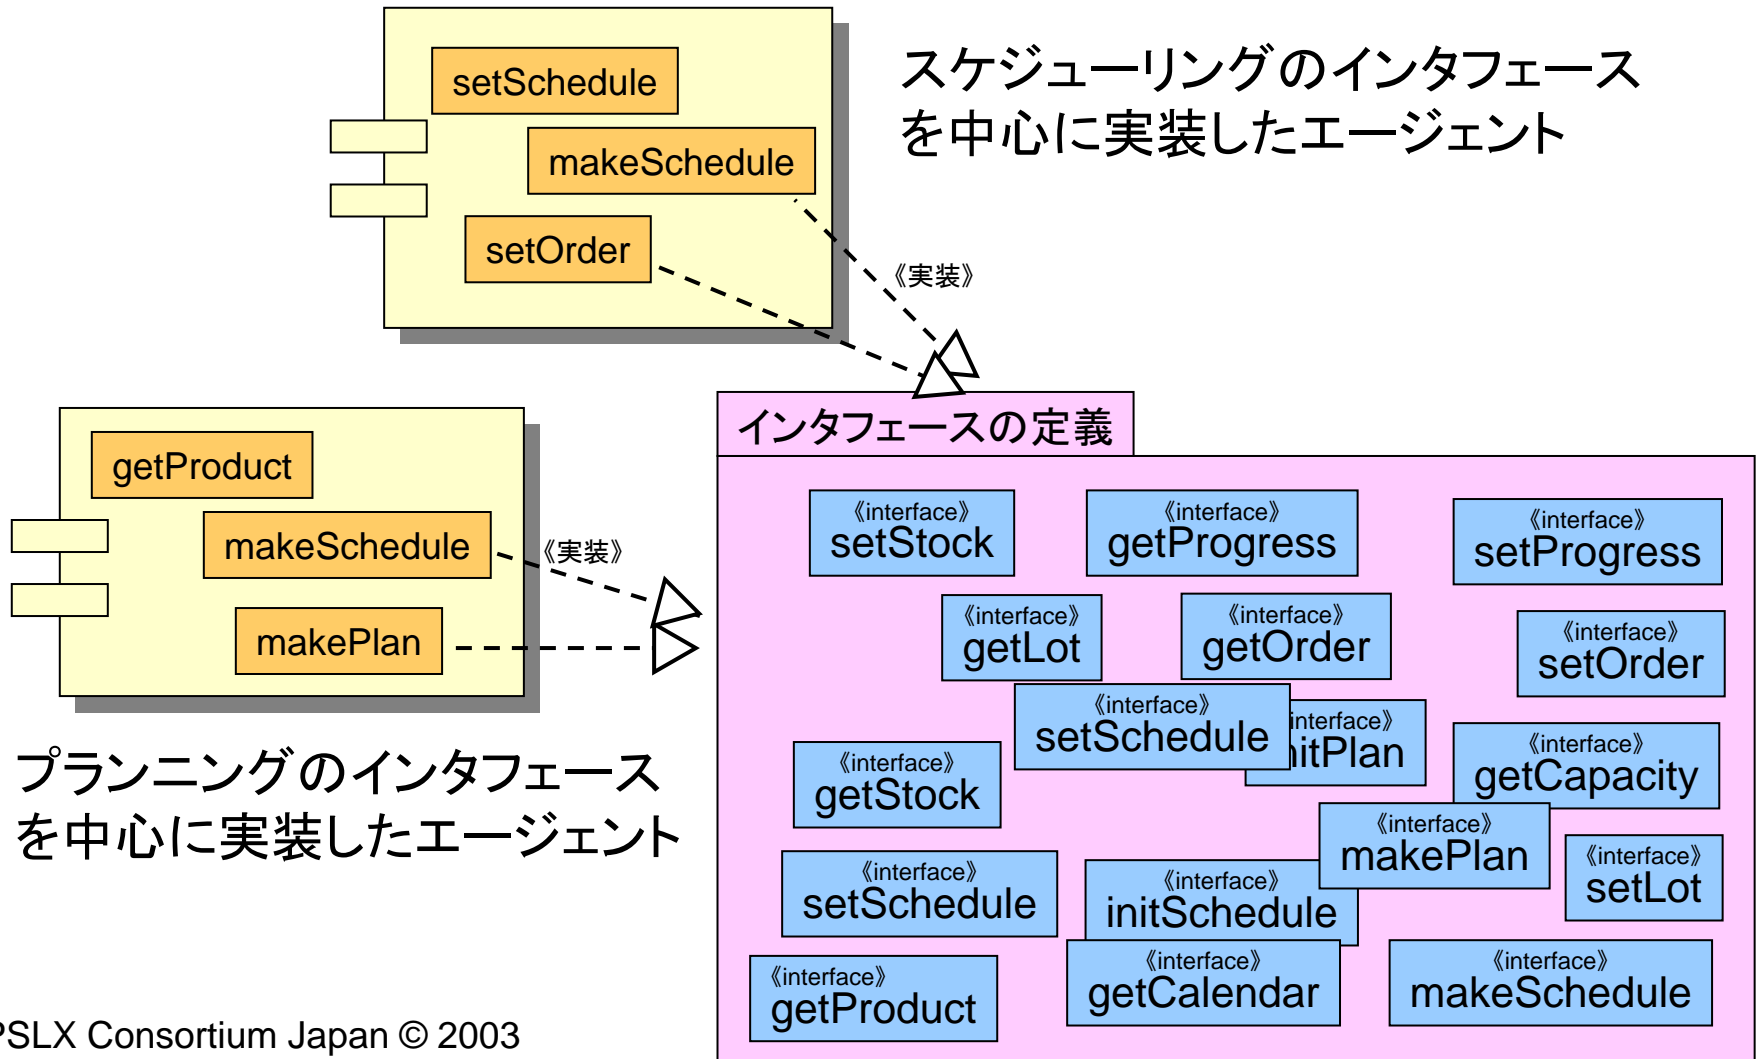 setSchedule
makeSchedule
setOrder
スケジューリングのインタフェース
を中心に実装したエージェント
《実装》
getProduct
makeSchedule
makePlan
《実装》
プランニングのインタフェース
を中心に実装したエージェント
インタフェースの定義
《interface》
setStock
《interface》
getProgress
《interface》
setProgress
《interface》
getLot
《interface》
getOrder
《interface》
setOrder
《interface》
setSchedule
interface》
nitPlan
《interface》
getStock
《interface》
getCapacity
《interface》
makePlan
《interface》
setLot
《interface》
setSchedule
《interface》
initSchedule
《interface》
getProduct
《interface》
getCalendar
《interface》
makeSchedule
PSLX Consortium Japan © 2003